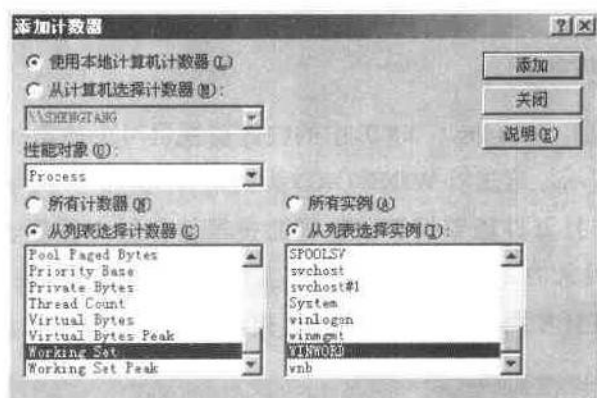 添加计数器
使用本地计算机计数器(L)
添加
从计算机选择计数器(M):
关闭
\\SHENGTANG
说明(E)
性能对象(O):
Process
所有计数器(N)
所有实例(A)
从列表选择计数器(C)
从列表选择实例(I):
Pool Paged Bytes
Priority Base
Private Bytes
Thread Count
Virtual Bytes
Virtual Bytes Peak
Working Set
Working Set Peak
SPOOLSV
svchost
svchost#1
System
winlogon
winmgmt
WINWORD
vnb